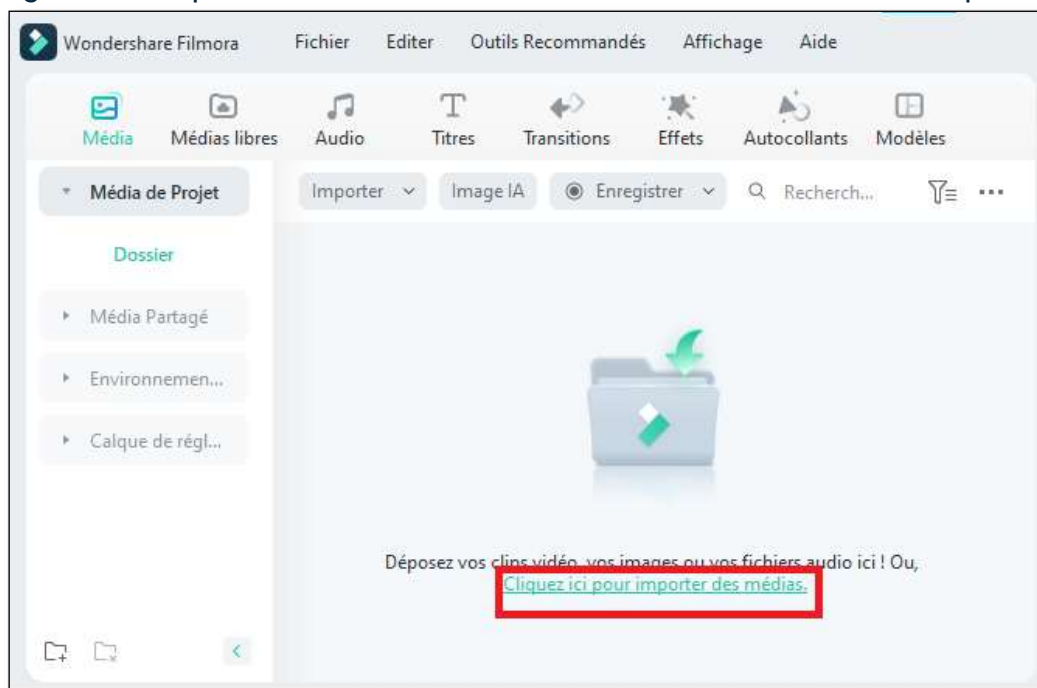 Wondershare Filmora Fichier Editer Outils Recommandés Affichage Aide
Média Médias libres Audio Titres Transitions Effets Autocollants Modèles
Média de Projet Importer Image IA Enregistrer Recherch...
Dossier
Média Partagé
Environnemen...
Calque de régl...
Déposez vos clips vidéo, vos images ou vos fichiers audio ici ! Ou,
Cliquez ici pour importer des médias.